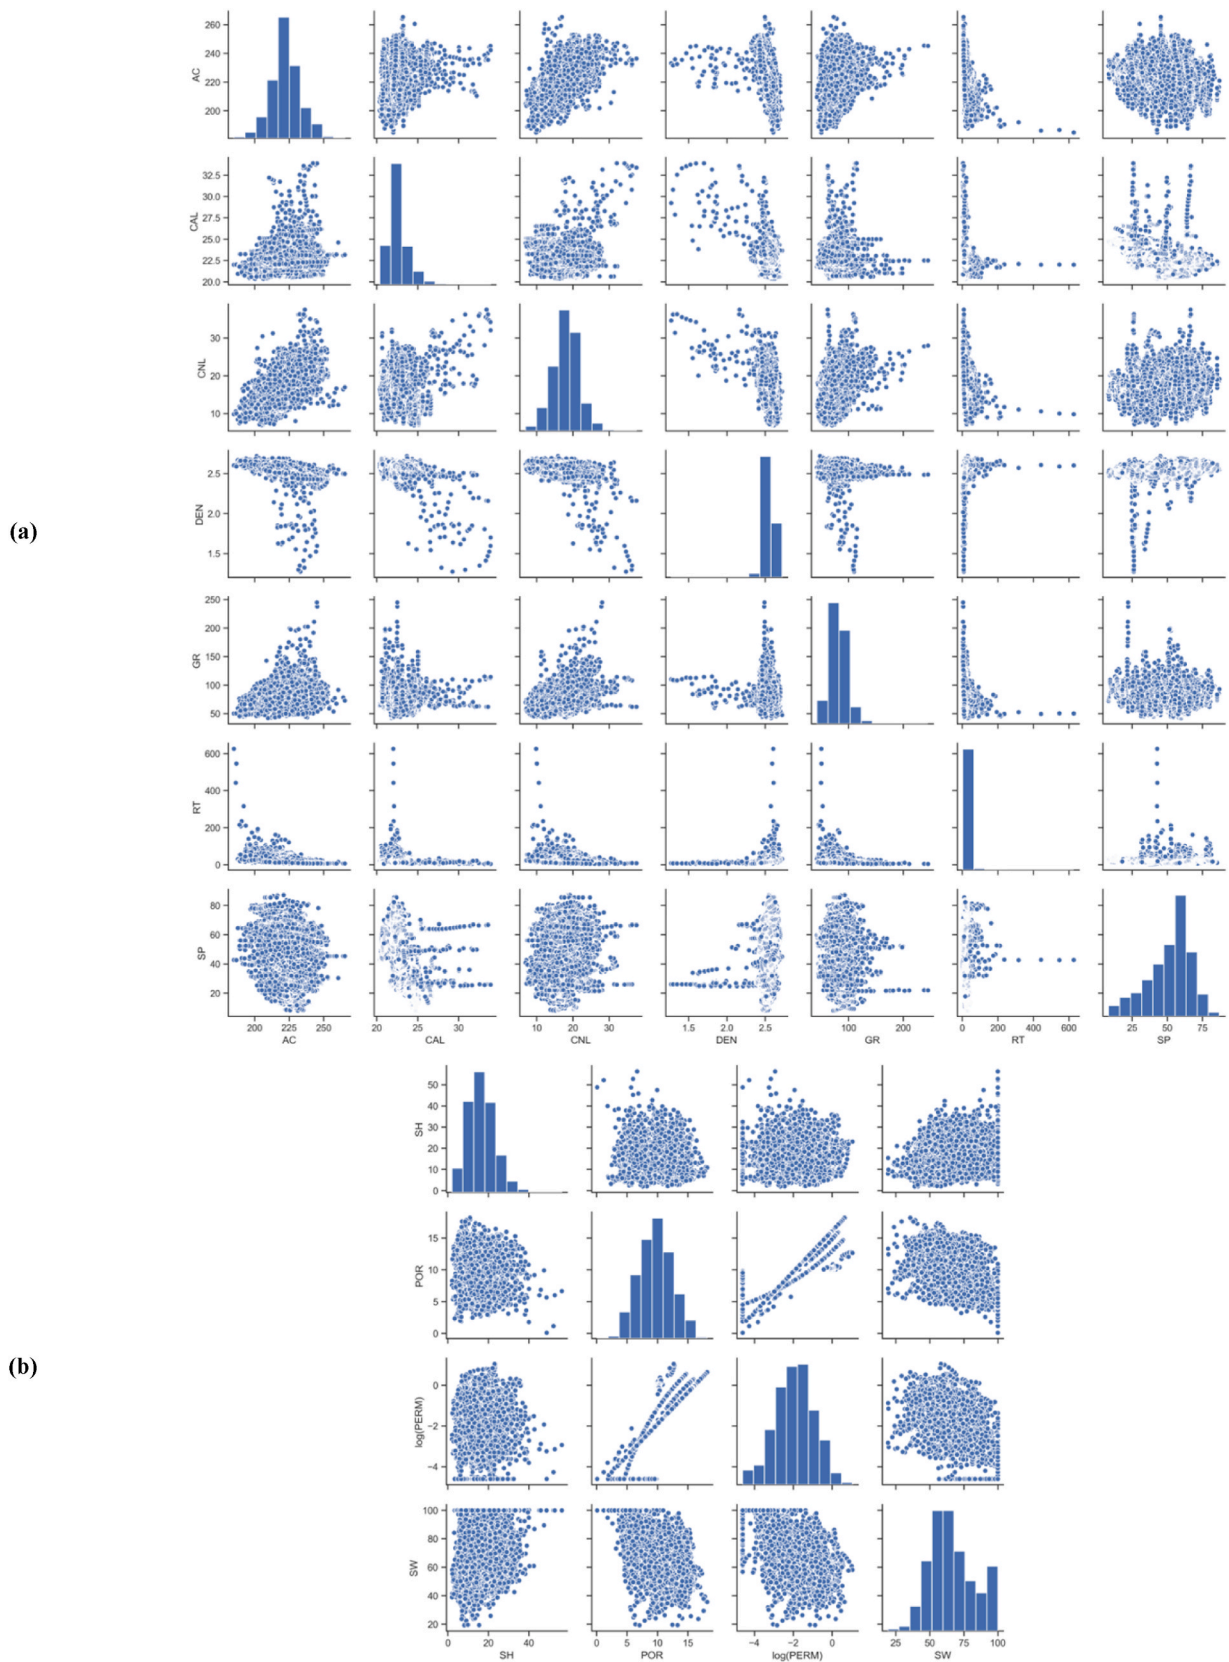 260
240
220
200
AC
32.5
30.0
27.5
25.0
22.5
20.0
CAL
30
20
10
CNL
(a)
2.5
2.0
1.5
DEN
250
200
150
100
50
GR
600
400
200
0
RT
80
60
40
20
SP
200 225 250
20 25 30
10 20 30
1.5 2.0 2.5
100 200
0 200 400 600
25 50 75
AC CAL CNL DEN GR RT SP
50
40
30
20
10
0
SH
15
10
5
0
POR
(b)
0
−2
−4
log(PERM)
100
80
60
40
20
SW
0 20 40
0 5 10 15
−4 −2 0
25 50 75 100
SH POR log(PERM) SW